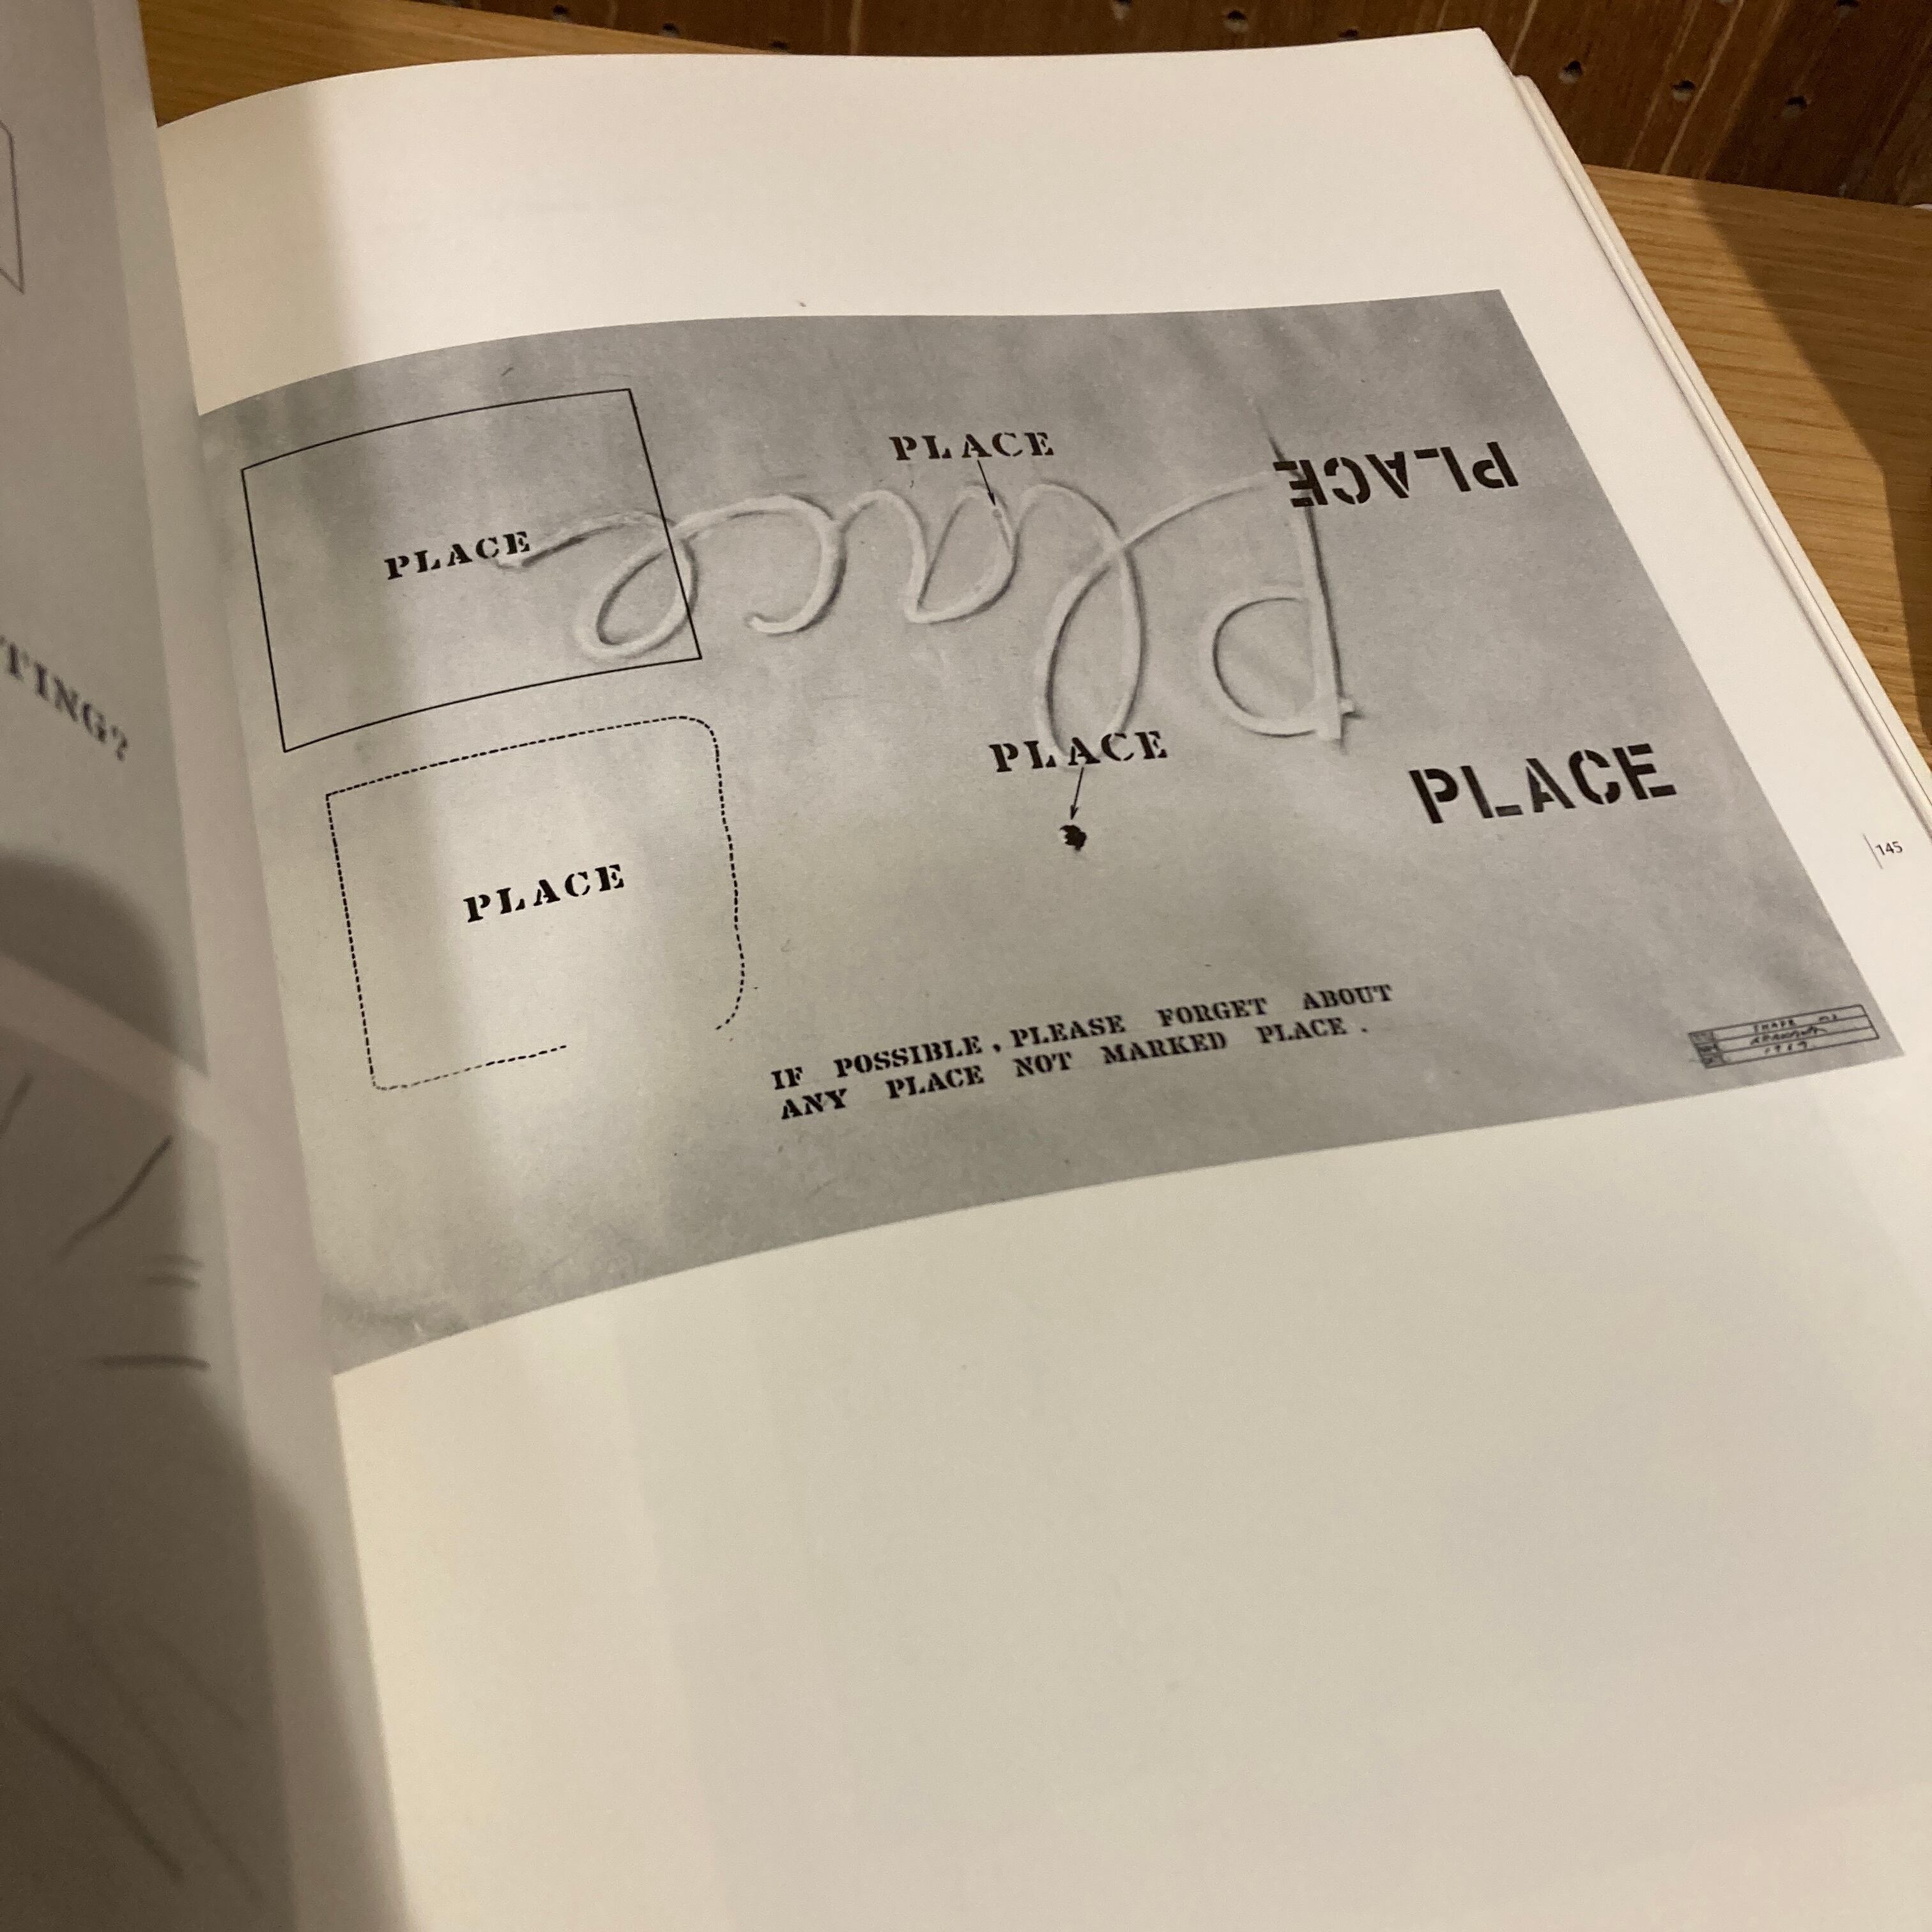 TING?
PLACE
PLACE
PLACE
Place
PLACE
PLACE
PLACE
IF POSSIBLE, PLEASE FORGET ABOUT
ANY PLACE NOT MARKED PLACE.
145